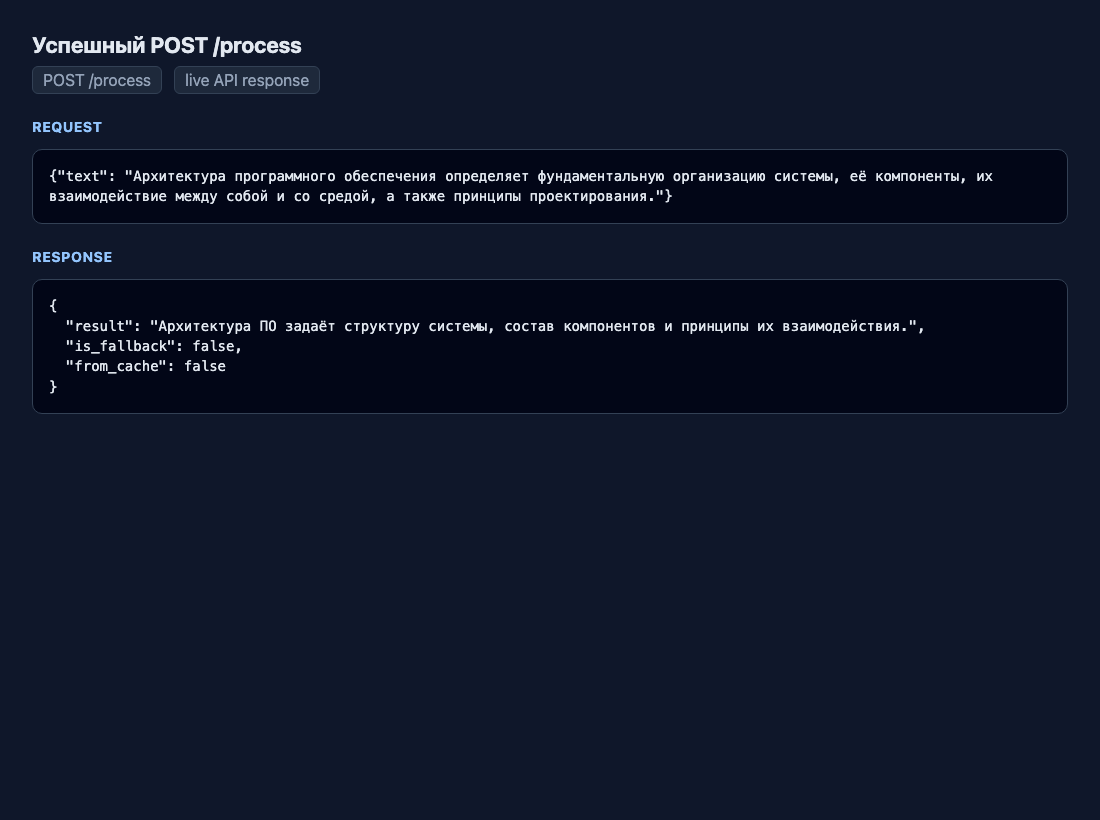 Успешный POST /process
POST /process
live API response
REQUEST
{"text": "Архитектура программного обеспечения определяет фундаментальную организацию системы, её компоненты, их
взаимодействие между собой и со средой, а также принципы проектирования."}
RESPONSE
{
  "result": "Архитектура ПО задаёт структуру системы, состав компонентов и принципы их взаимодействия.",
  "is_fallback": false,
  "from_cache": false
}